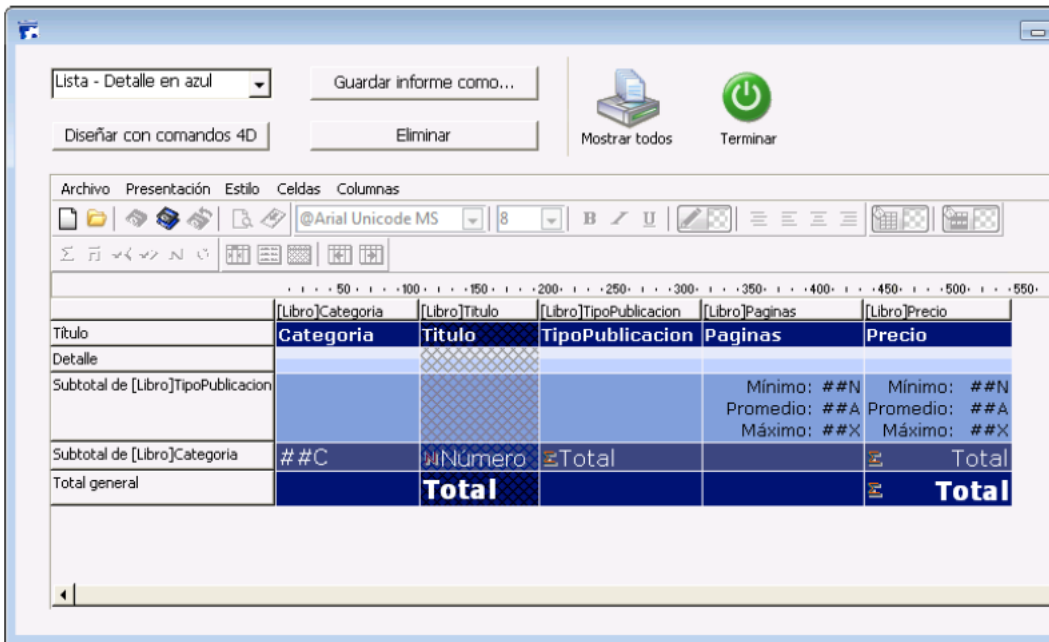 Lista - Detalle en azul
Guardar informe como...
Diseñar con comandos 4D
Eliminar
Mostrar todos
Terminar
Archivo Presentación Estilo Celdas Columnas
@Arial Unicode MS 8 B I U
50 100 150 200 250 300 350 400 450 500 550
[Libro]Categoria [Libro]Titulo [Libro]TipoPublicacion [Libro]Paginas [Libro]Precio
Título Categoria Titulo TipoPublicacion Paginas Precio
Detalle
Subtotal de [Libro]TipoPublicacion Mínimo: ##N Mínimo: ##N
Promedio: ##A Promedio: ##A
Máximo: ##X Máximo: ##X
Subtotal de [Libro]Categoria ##C NNúmero ΣTotal Σ Total
Total general Total Σ Total